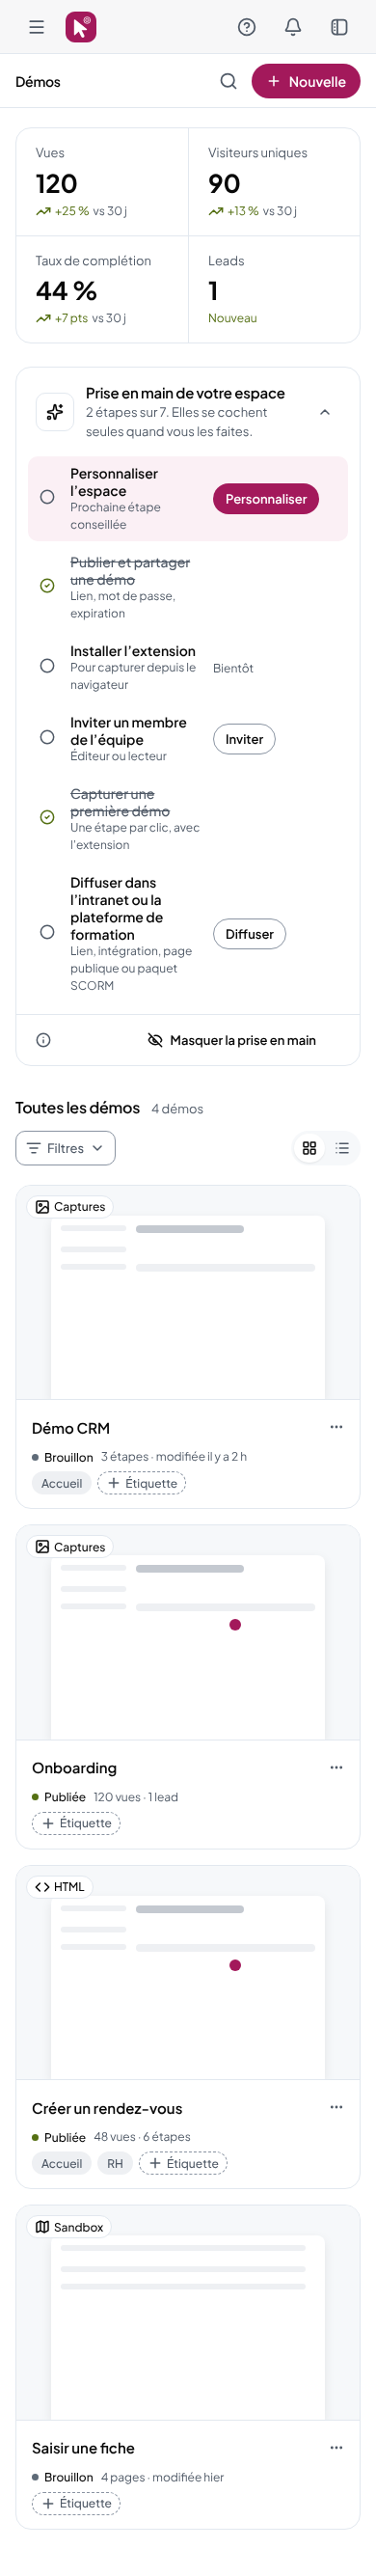 Démos
Nouvelle
Vues
120
+25 % vs 30 j
Visiteurs uniques
90
+13 % vs 30 j
Taux de complétion
44 %
+7 pts vs 30 j
Leads
1
Nouveau
Prise en main de votre espace
2 étapes sur 7. Elles se cochent
seules quand vous les faites.
Personnaliser
l'espace
Prochaine étape
conseillée
Personnaliser
Publier et partager
une démo
Lien, mot de passe,
expiration
Installer l'extension
Pour capturer depuis le
navigateur
Bientôt
Inviter un membre
de l'équipe
Éditeur ou lecteur
Inviter
Capturer une
première démo
Une étape par clic, avec
l'extension
Diffuser dans
l'intranet ou la
plateforme de
formation
Lien, intégration, page
publique ou paquet
SCORM
Diffuser
Masquer la prise en main
Toutes les démos 4 démos
Filtres
Captures
Démo CRM
Brouillon 3 étapes · modifiée il y a 2 h
Accueil
Étiquette
Captures
Onboarding
Publiée 120 vues · 1 lead
Étiquette
HTML
Créer un rendez-vous
Publiée 48 vues · 6 étapes
Accueil
RH
Étiquette
Sandbox
Saisir une fiche
Brouillon 4 pages · modifiée hier
Étiquette